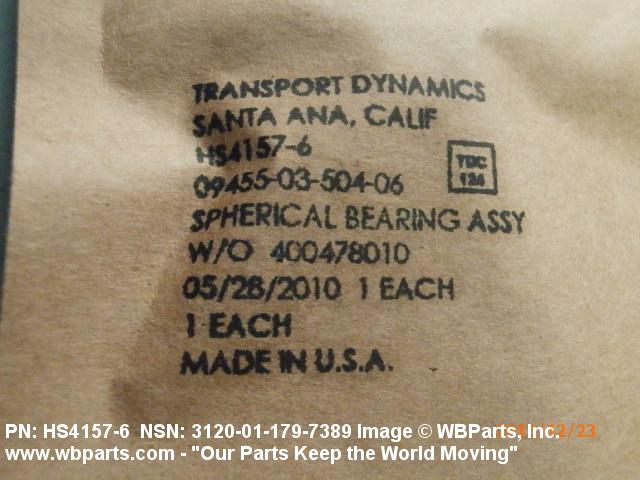 TRANSPORT DYNAMICS
SANTA ANA, CALIF
HS4157-6
TDC
09455-03-504-06
SPHERICAL BEARING ASSY
W/O 400478010
05/28/2010 1 EACH
1 EACH
MADE IN U.S.A.
PN: HS4157-6 NSN: 3120-01-179-7389 Image © WBParts, Inc.
www.wbparts.com - "Our Parts Keep the World Moving"